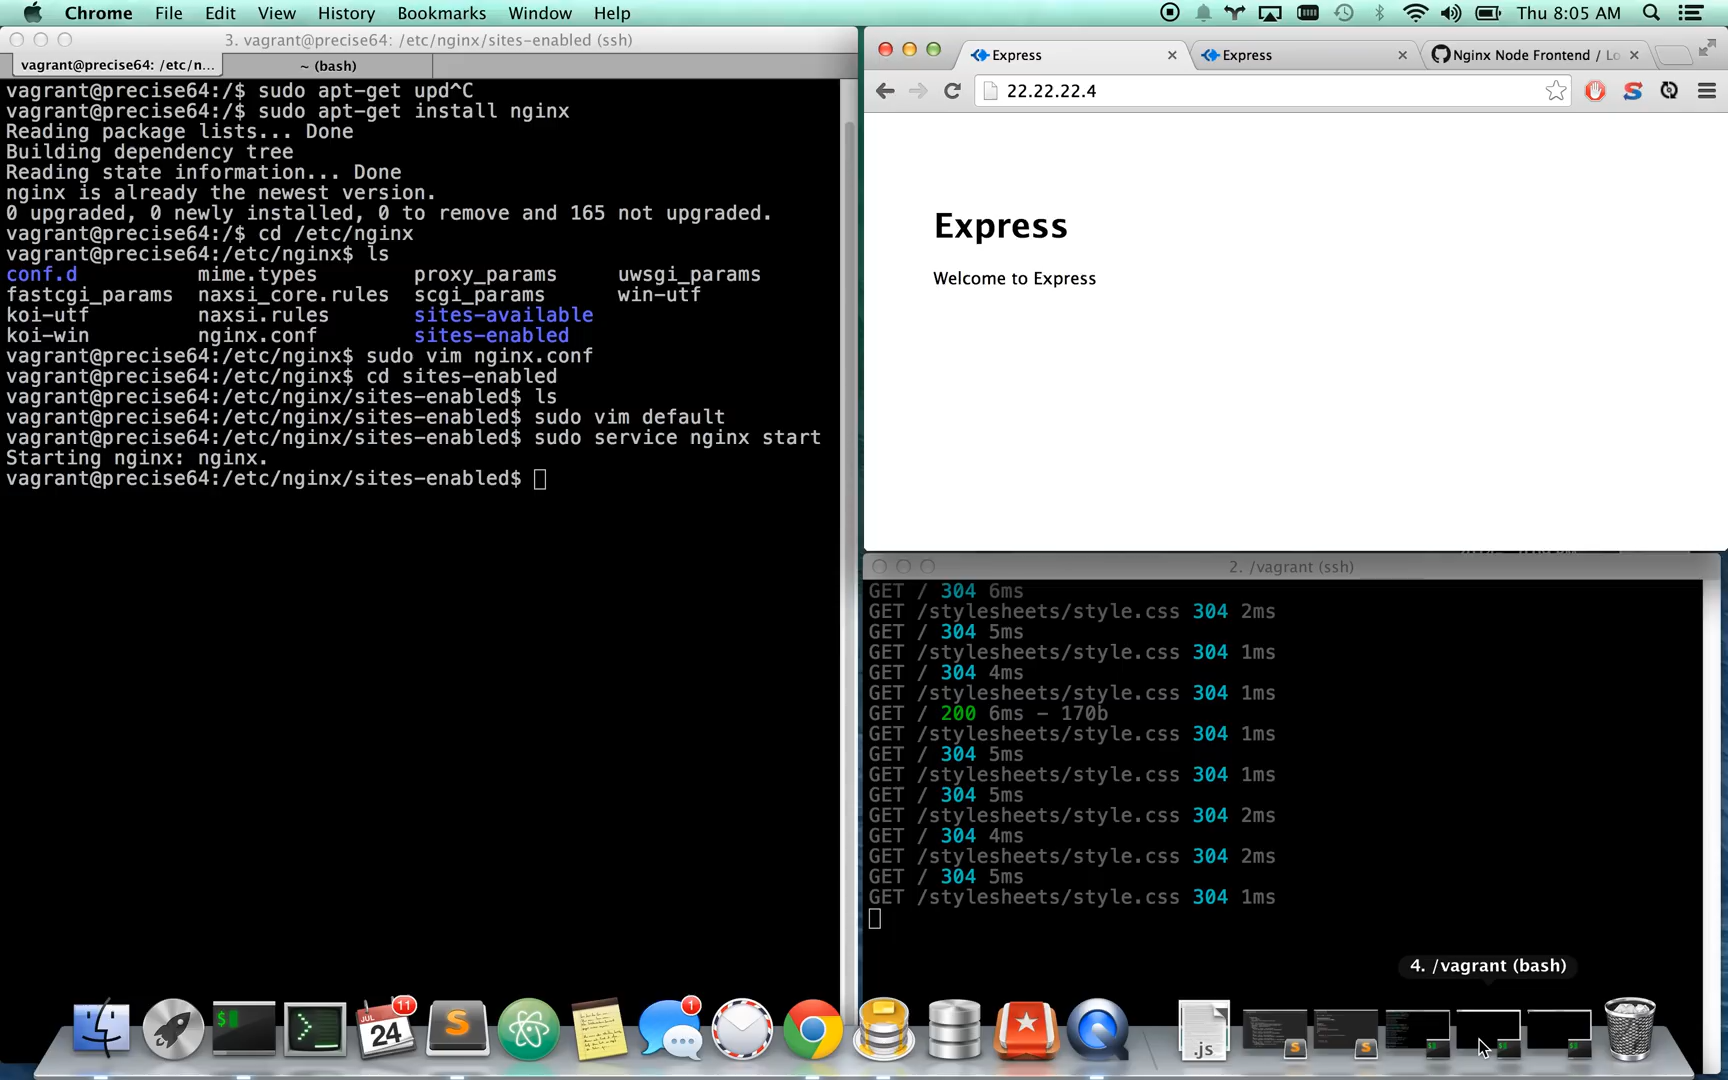 Chrome File Edit View History Bookmarks Window Help
Thu 8:05 AM
3. vagrant@precise64: /etc/nginx/sites-enabled (ssh)
vagrant@precise64: /etc/n...
~ (bash)
vagrant@precise64:/$ sudo apt-get upd^C
vagrant@precise64:/$ sudo apt-get install nginx
Reading package lists... Done
Building dependency tree
Reading state information... Done
nginx is already the newest version.
0 upgraded, 0 newly installed, 0 to remove and 165 not upgraded.
vagrant@precise64:/$ cd /etc/nginx
vagrant@precise64:/etc/nginx$ ls
conf.d mime.types proxy_params uwsgi_params
fastcgi_params naxsi_core.rules scgi_params win-utf
koi-utf naxsi.rules sites-available
koi-win nginx.conf sites-enabled
vagrant@precise64:/etc/nginx$ sudo vim nginx.conf
vagrant@precise64:/etc/nginx$ cd sites-enabled
vagrant@precise64:/etc/nginx/sites-enabled$ ls
vagrant@precise64:/etc/nginx/sites-enabled$ sudo vim default
vagrant@precise64:/etc/nginx/sites-enabled$ sudo service nginx start
Starting nginx: nginx.
vagrant@precise64:/etc/nginx/sites-enabled$
Express
Express
Nginx Node Frontend / Lo
22.22.22.4
Express
Welcome to Express
2. /vagrant (ssh)
GET / 304 6ms
GET /stylesheets/style.css 304 2ms
GET / 304 5ms
GET /stylesheets/style.css 304 1ms
GET / 304 4ms
GET /stylesheets/style.css 304 1ms
GET / 200 6ms - 170b
GET /stylesheets/style.css 304 1ms
GET / 304 5ms
GET /stylesheets/style.css 304 1ms
GET / 304 5ms
GET /stylesheets/style.css 304 2ms
GET / 304 4ms
GET /stylesheets/style.css 304 2ms
GET / 304 5ms
GET /stylesheets/style.css 304 1ms
4. /vagrant (bash)
11
JUL
24
1
.js